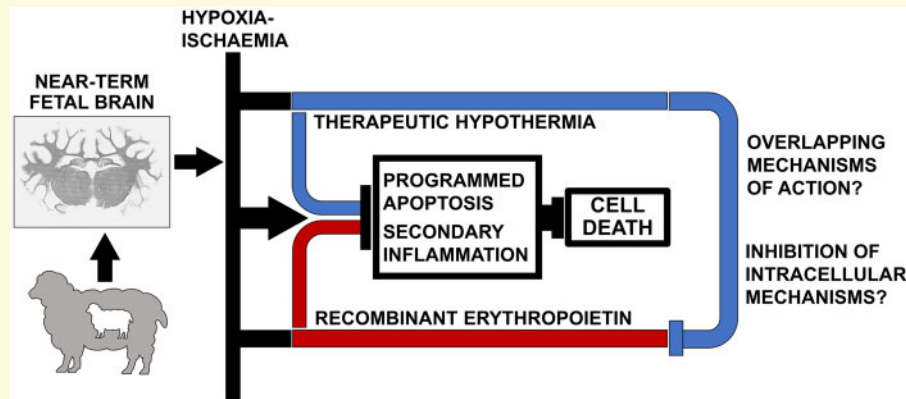 HYPOXIA-
ISCHAEMIA
NEAR-TERM
FETAL BRAIN
THERAPEUTIC HYPOTHERMIA
PROGRAMMED
APOPTOSIS
SECONDARY
INFLAMMATION
CELL
DEATH
RECOMBINANT ERYTHROPOIETIN
OVERLAPPING
MECHANISMS
OF ACTION?
INHIBITION OF
INTRACELLULAR
MECHANISMS?